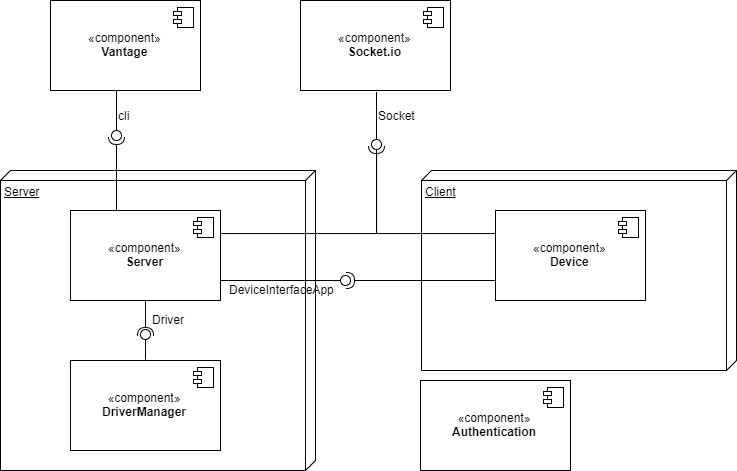 «component»
Vantage
«component»
Socket.io
cli
Socket
Server
Client
«component»
Server
«component»
Device
DeviceInterfaceApp
Driver
«component»
DriverManager
«component»
Authentication